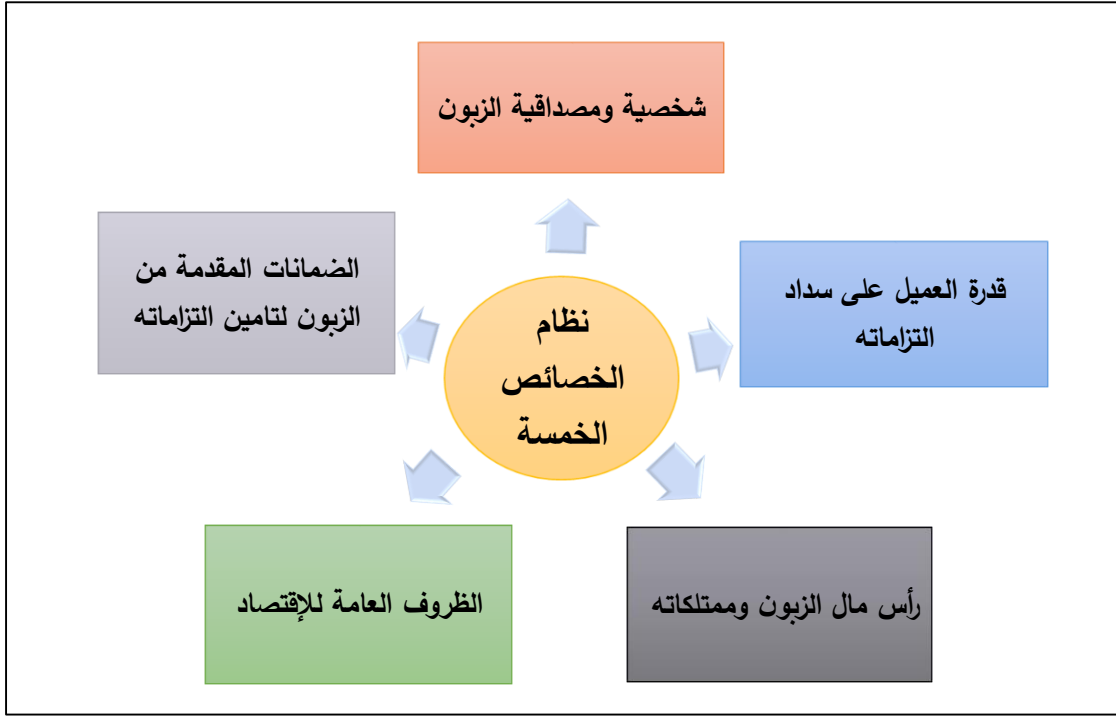 شخصية ومصداقية الزبون
قدرة العميل على سداد
التزاماته
الضمانات المقدمة من
الزبون لتامين التزاماته
نظام
الخصائص
الخمسة
رأس مال الزبون وممتلكاته
الظروف العامة للإقتصاد